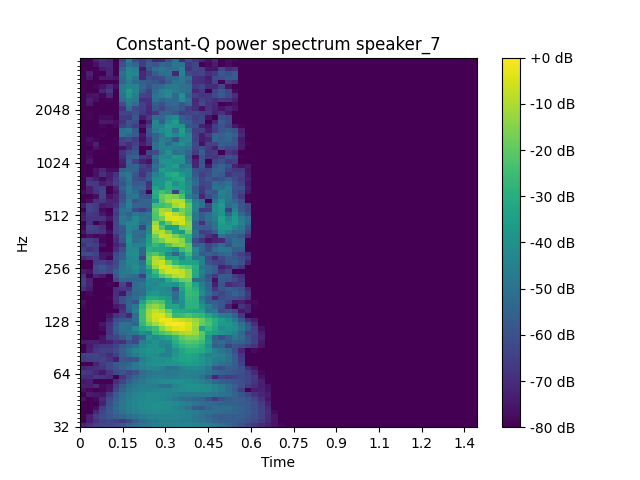 Constant-Q power spectrum speaker_7
Hz
2048
1024
512
256
128
64
32
0 0.15 0.3 0.45 0.6 0.75 0.9 1.1 1.2 1.4
Time
+0 dB
-10 dB
-20 dB
-30 dB
-40 dB
-50 dB
-60 dB
-70 dB
-80 dB